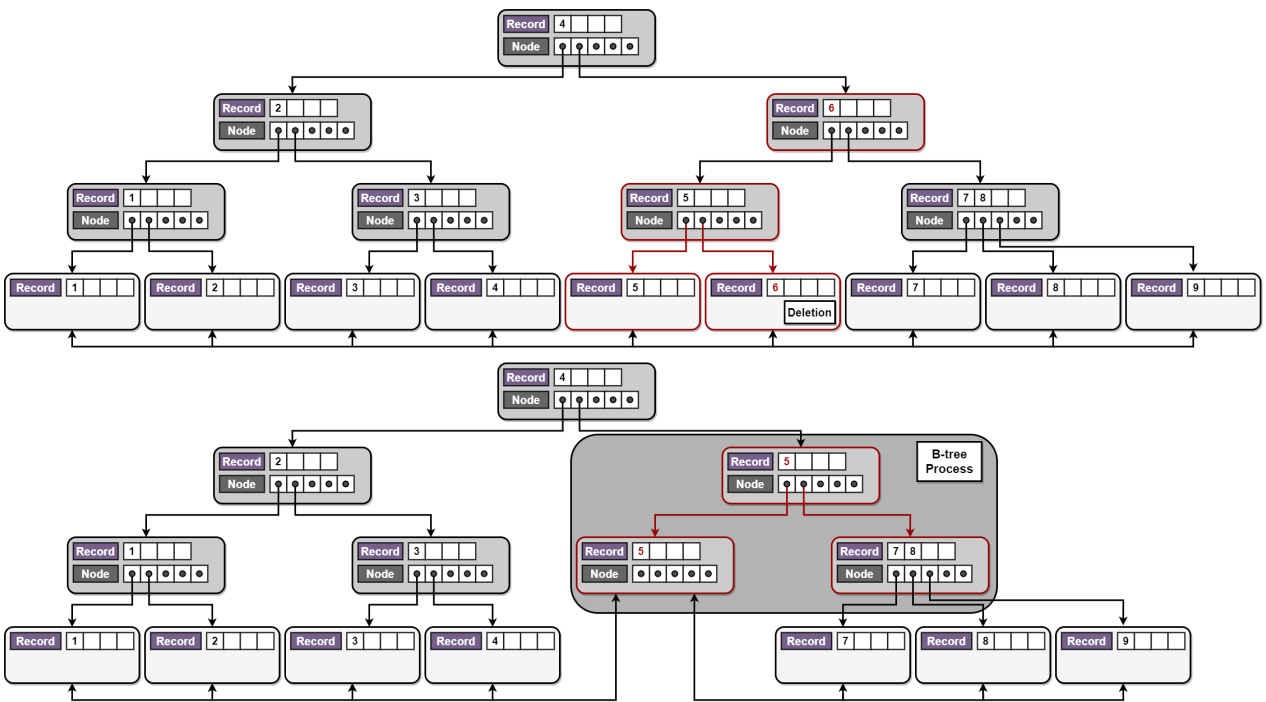 Record 4
Node
Record 2
Record 6
Node
Node
Record 1
Record 3
Record 5
Record 7 8
Node
Node
Node
Node
Record 1
Record 2
Record 3
Record 4
Record 5
Record 6
Record 7
Record 8
Record 9
Deletion
Record 4
Node
Record 2
Record 5
B-tree
Process
Node
Node
Record 1
Record 3
Record 5
Record 7 8
Node
Node
Node
Node
Record 1
Record 2
Record 3
Record 4
Record 7
Record 8
Record 9